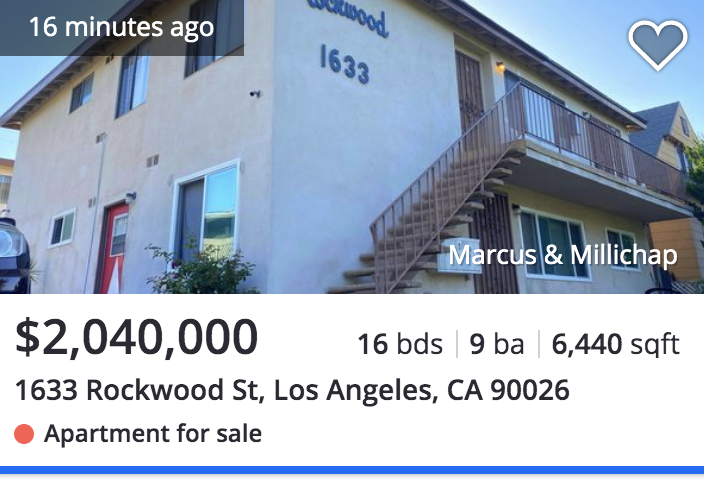 16 minutes ago
Rockwood
1633
Marcus & Millichap
$2,040,000 16 bds 9 ba 6,440 sqft
1633 Rockwood St, Los Angeles, CA 90026
Apartment for sale